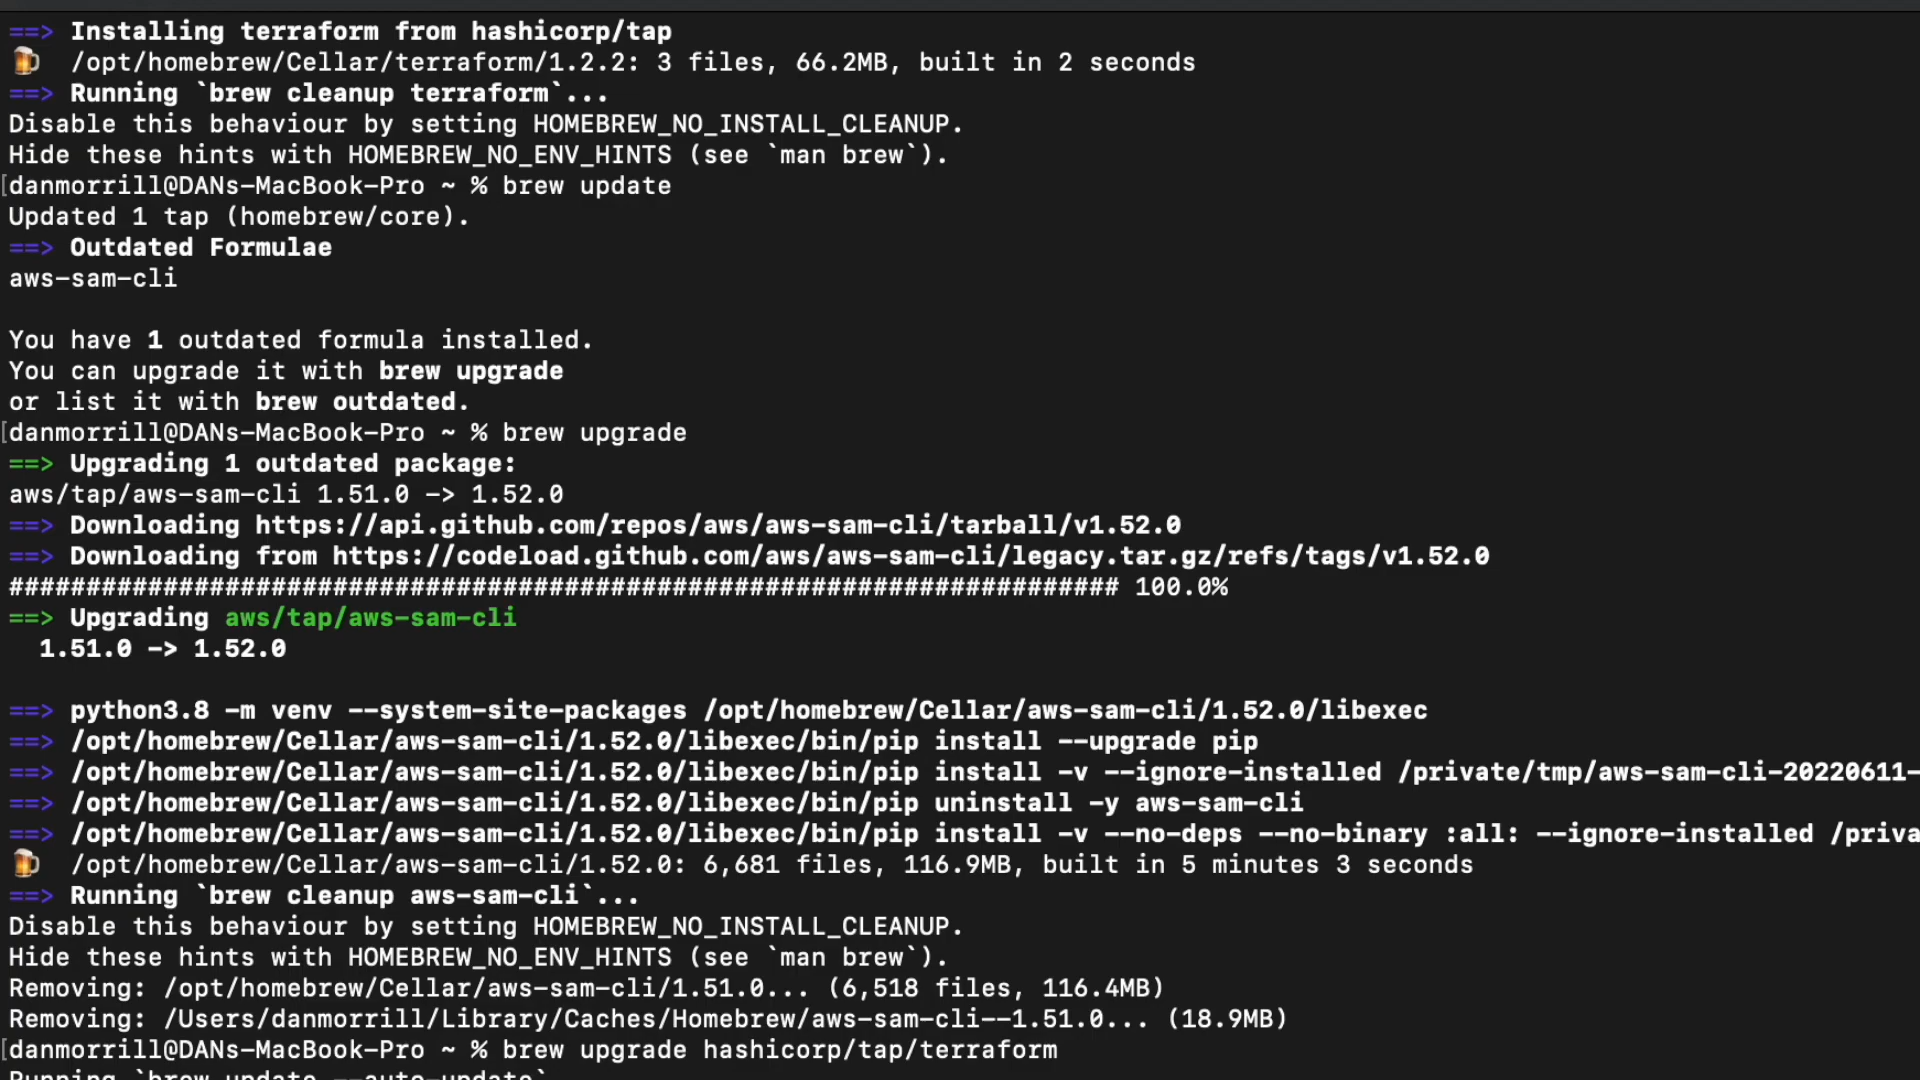 ==> Installing terraform from hashicorp/tap
🍺  /opt/homebrew/Cellar/terraform/1.2.2: 3 files, 66.2MB, built in 2 seconds
==> Running `brew cleanup terraform`...
Disable this behaviour by setting HOMEBREW_NO_INSTALL_CLEANUP.
Hide these hints with HOMEBREW_NO_ENV_HINTS (see `man brew`).
[danmorrill@DANs-MacBook-Pro ~ % brew update
Updated 1 tap (homebrew/core).
==> Outdated Formulae
aws-sam-cli
You have 1 outdated formula installed.
You can upgrade it with brew upgrade
or list it with brew outdated.
[danmorrill@DANs-MacBook-Pro ~ % brew upgrade
==> Upgrading 1 outdated package:
aws/tap/aws-sam-cli 1.51.0 -> 1.52.0
==> Downloading https://api.github.com/repos/aws/aws-sam-cli/tarball/v1.52.0
==> Downloading from https://codeload.github.com/aws/aws-sam-cli/legacy.tar.gz/refs/tags/v1.52.0
######################################################################## 100.0%
==> Upgrading aws/tap/aws-sam-cli
  1.51.0 -> 1.52.0
==> python3.8 -m venv --system-site-packages /opt/homebrew/Cellar/aws-sam-cli/1.52.0/libexec
==> /opt/homebrew/Cellar/aws-sam-cli/1.52.0/libexec/bin/pip install --upgrade pip
==> /opt/homebrew/Cellar/aws-sam-cli/1.52.0/libexec/bin/pip install -v --ignore-installed /private/tmp/aws-sam-cli-20220611-
==> /opt/homebrew/Cellar/aws-sam-cli/1.52.0/libexec/bin/pip uninstall -y aws-sam-cli
==> /opt/homebrew/Cellar/aws-sam-cli/1.52.0/libexec/bin/pip install -v --no-deps --no-binary :all: --ignore-installed /priva
🍺  /opt/homebrew/Cellar/aws-sam-cli/1.52.0: 6,681 files, 116.9MB, built in 5 minutes 3 seconds
==> Running `brew cleanup aws-sam-cli`...
Disable this behaviour by setting HOMEBREW_NO_INSTALL_CLEANUP.
Hide these hints with HOMEBREW_NO_ENV_HINTS (see `man brew`).
Removing: /opt/homebrew/Cellar/aws-sam-cli/1.51.0... (6,518 files, 116.4MB)
Removing: /Users/danmorrill/Library/Caches/Homebrew/aws-sam-cli--1.51.0... (18.9MB)
[danmorrill@DANs-MacBook-Pro ~ % brew upgrade hashicorp/tap/terraform
Running `brew update --auto-update`